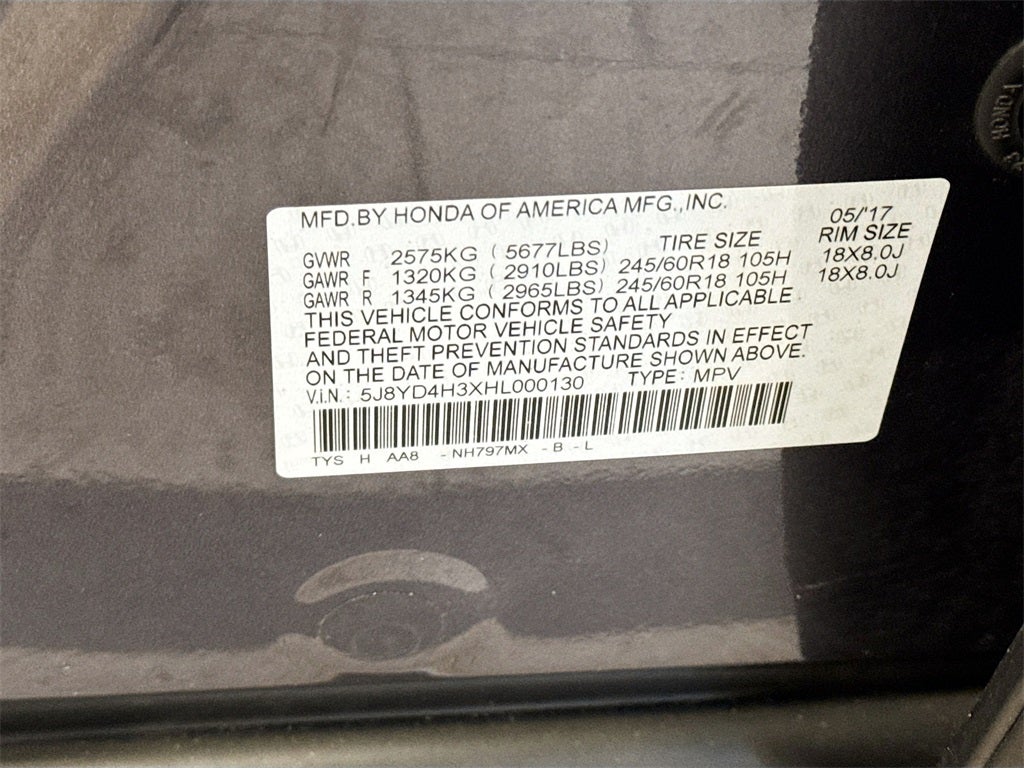 MFD.BY HONDA OF AMERICA MFG.,INC.
05/'17
TIRE SIZE RIM SIZE
GVWR 2575KG ( 5677LBS)
GAWR F 1320KG ( 2910LBS) 245/60R18 105H 18X8.0J
GAWR R 1345KG ( 2965LBS) 245/60R18 105H 18X8.0J
THIS VEHICLE CONFORMS TO ALL APPLICABLE
FEDERAL MOTOR VEHICLE SAFETY
AND THEFT PREVENTION STANDARDS IN EFFECT
ON THE DATE OF MANUFACTURE SHOWN ABOVE.
V.I.N.: 5J8YD4H3XHL000130 TYPE: MPV
TYS H AA8 - NH797MX - B - L
HONDA